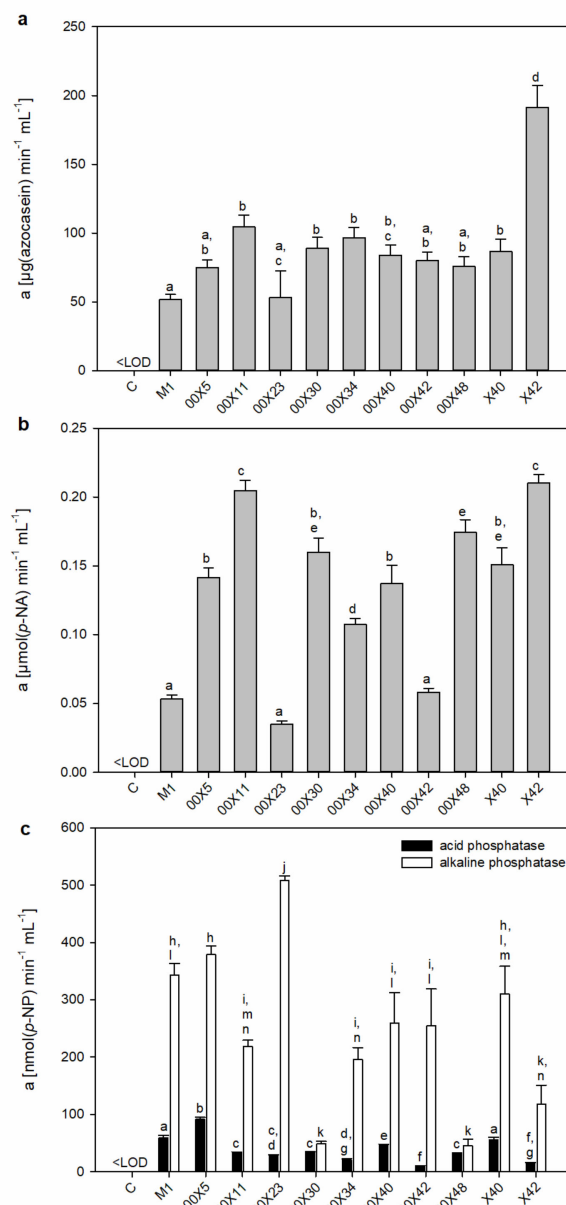 a
a [µg(azocasein) min⁻¹ mL⁻¹]
250
200
150
100
50
0
<LOD
a
a,
b
b
a,
c
b
b
b,
c
a,
b
a,
b
b
d
C
M1
00X5
00X11
00X23
00X30
00X34
00X40
00X42
00X48
X40
X42
b
a [µmol(p-NA) min⁻¹ mL⁻¹]
0.25
0.20
0.15
0.10
0.05
0.00
<LOD
a
b
c
a
b,
e
d
b
a
e
b,
e
c
C
M1
00X5
00X11
00X23
00X30
00X34
00X40
00X42
00X48
X40
X42
c
a [nmol(p-NP) min⁻¹ mL⁻¹]
600
500
400
300
200
100
0
acid phosphatase
alkaline phosphatase
<LOD
a
h,
l
b
h
c
i,
m
n
c,
d
j
c
k
d,
g
i,
n
e
i,
l
f
i,
l
c
k
a
h,
l,
m
f,
g
k,
n
C
M1
00X5
00X11
00X23
00X30
00X34
00X40
00X42
00X48
X40
X42